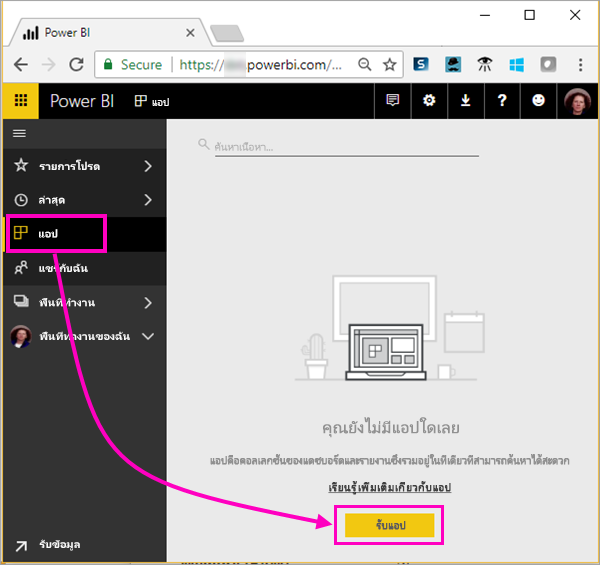 Power BI
Secure https:// .powerbi.com/...
Power BI แอป
ค้นหาเนื้อหา...
รายการโปรด
ล่าสุด
แอป
แชร์กับฉัน
พื้นที่ทำงาน
พื้นที่ทำงานของฉัน
คุณยังไม่มีแอปใดเลย
แอปคือคอลเลกชันของแดชบอร์ดและรายงานซึ่งรวมอยู่ในที่เดียวที่สามารถค้นหาได้สะดวก
เรียนรู้เพิ่มเติมเกี่ยวกับแอป
รับแอป
รับข้อมูล